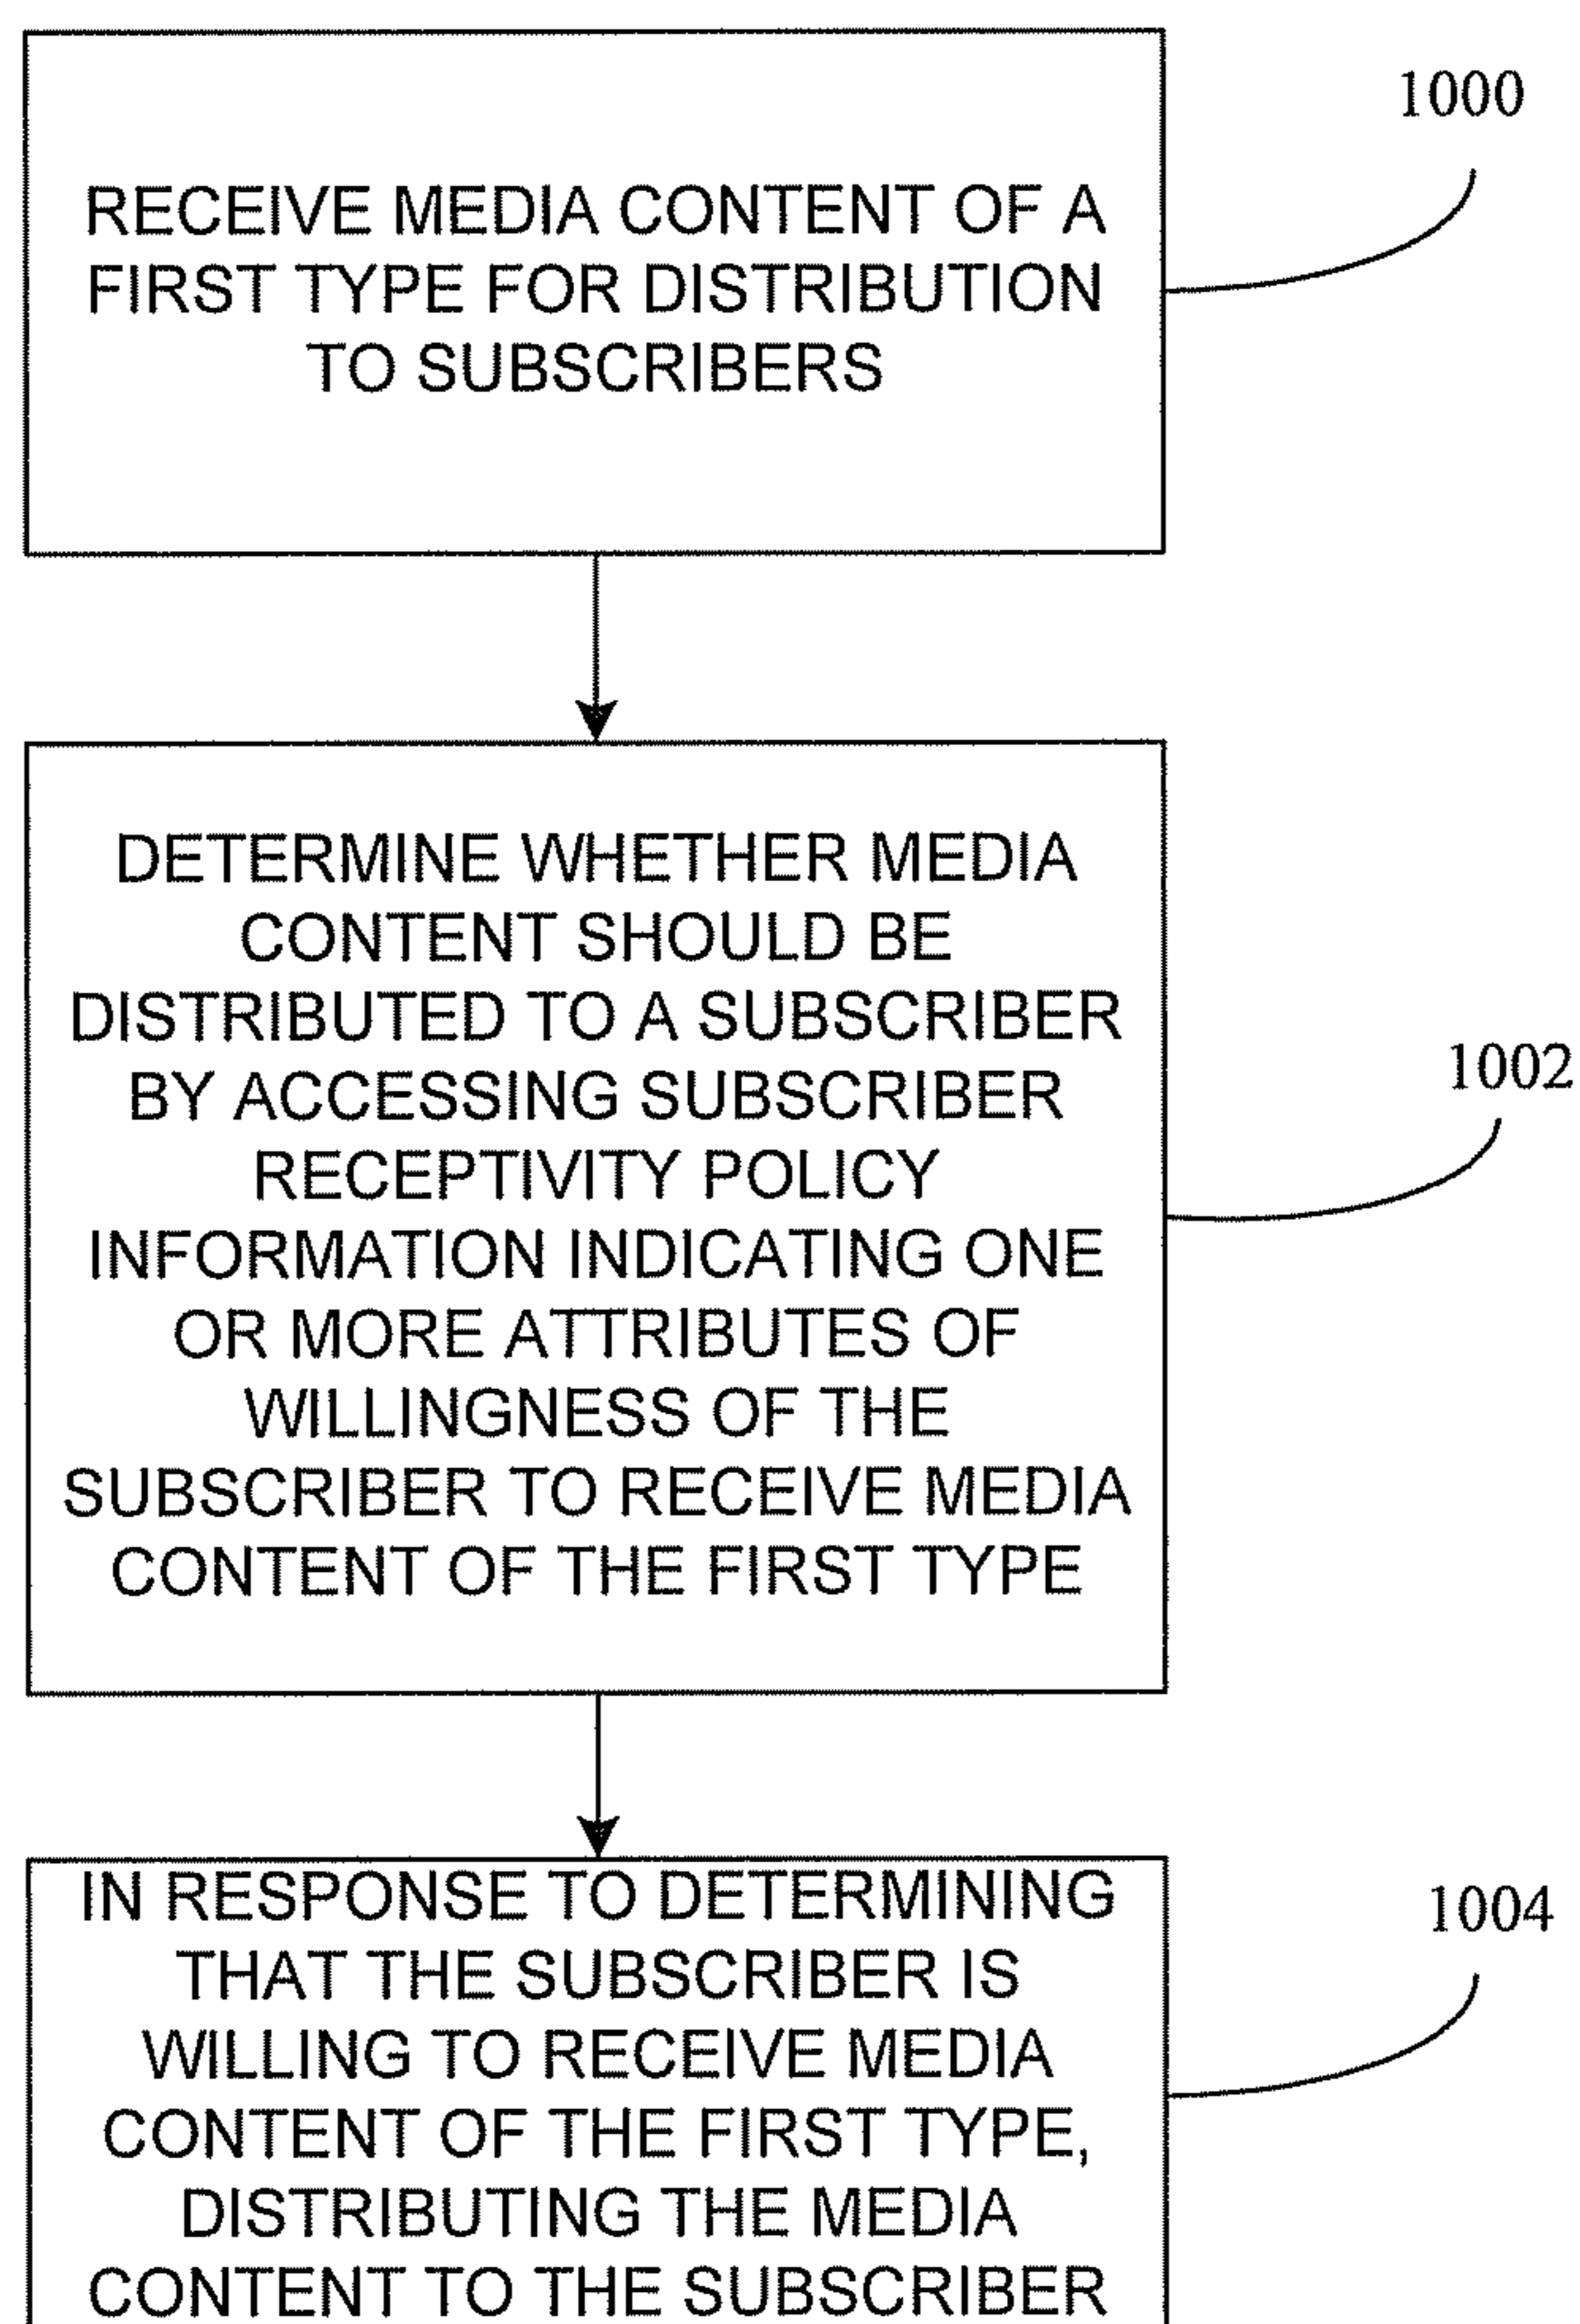 1000
RECEIVE MEDIA CONTENT OF A
FIRST TYPE FOR DISTRIBUTION
TO SUBSCRIBERS
DETERMINE WHETHER MEDIA
CONTENT SHOULD BE
DISTRIBUTED TO A SUBSCRIBER
BY ACCESSING SUBSCRIBER
RECEPTIVITY POLICY
INFORMATION INDICATING ONE
OR MORE ATTRIBUTES OF
WILLINGNESS OF THE
SUBSCRIBER TO RECEIVE MEDIA
CONTENT OF THE FIRST TYPE
1002
IN RESPONSE TO DETERMINING
THAT THE SUBSCRIBER IS
WILLING TO RECEIVE MEDIA
CONTENT OF THE FIRST TYPE,
DISTRIBUTING THE MEDIA
CONTENT TO THE SUBSCRIBER
1004